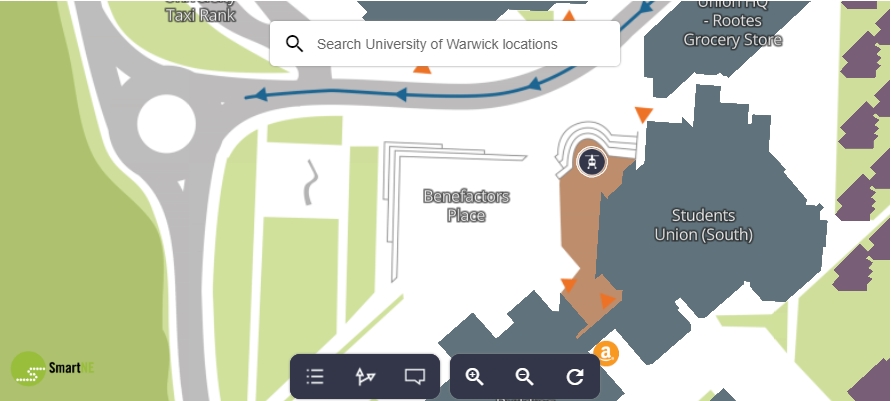 Taxi Rank
Union HQ
- Rootes
Grocery Store
Search University of Warwick locations
Benefactors
Place
Students
Union (South)
a
SmartHE